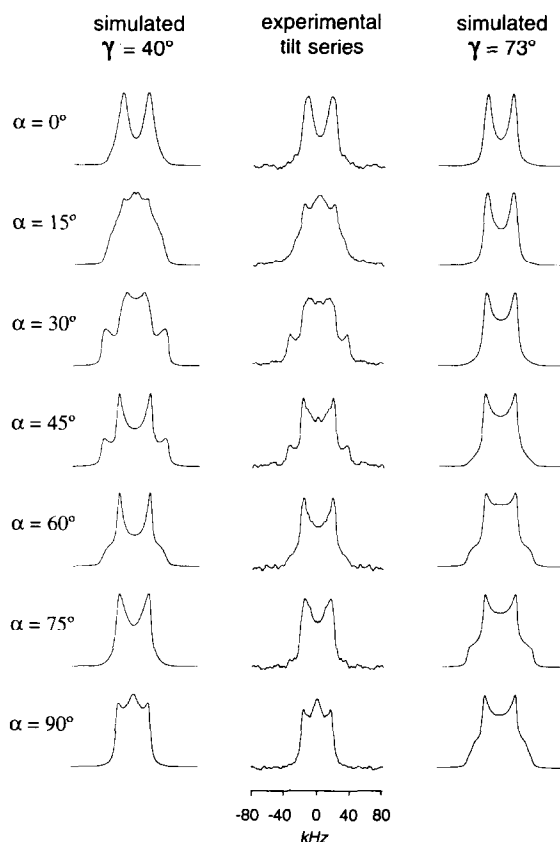 simulated experimental simulated
γ = 40° tilt series γ = 73°
α = 0°
α = 15°
α = 30°
α = 45°
α = 60°
α = 75°
α = 90°
-80 -40 0 40 80
kHz